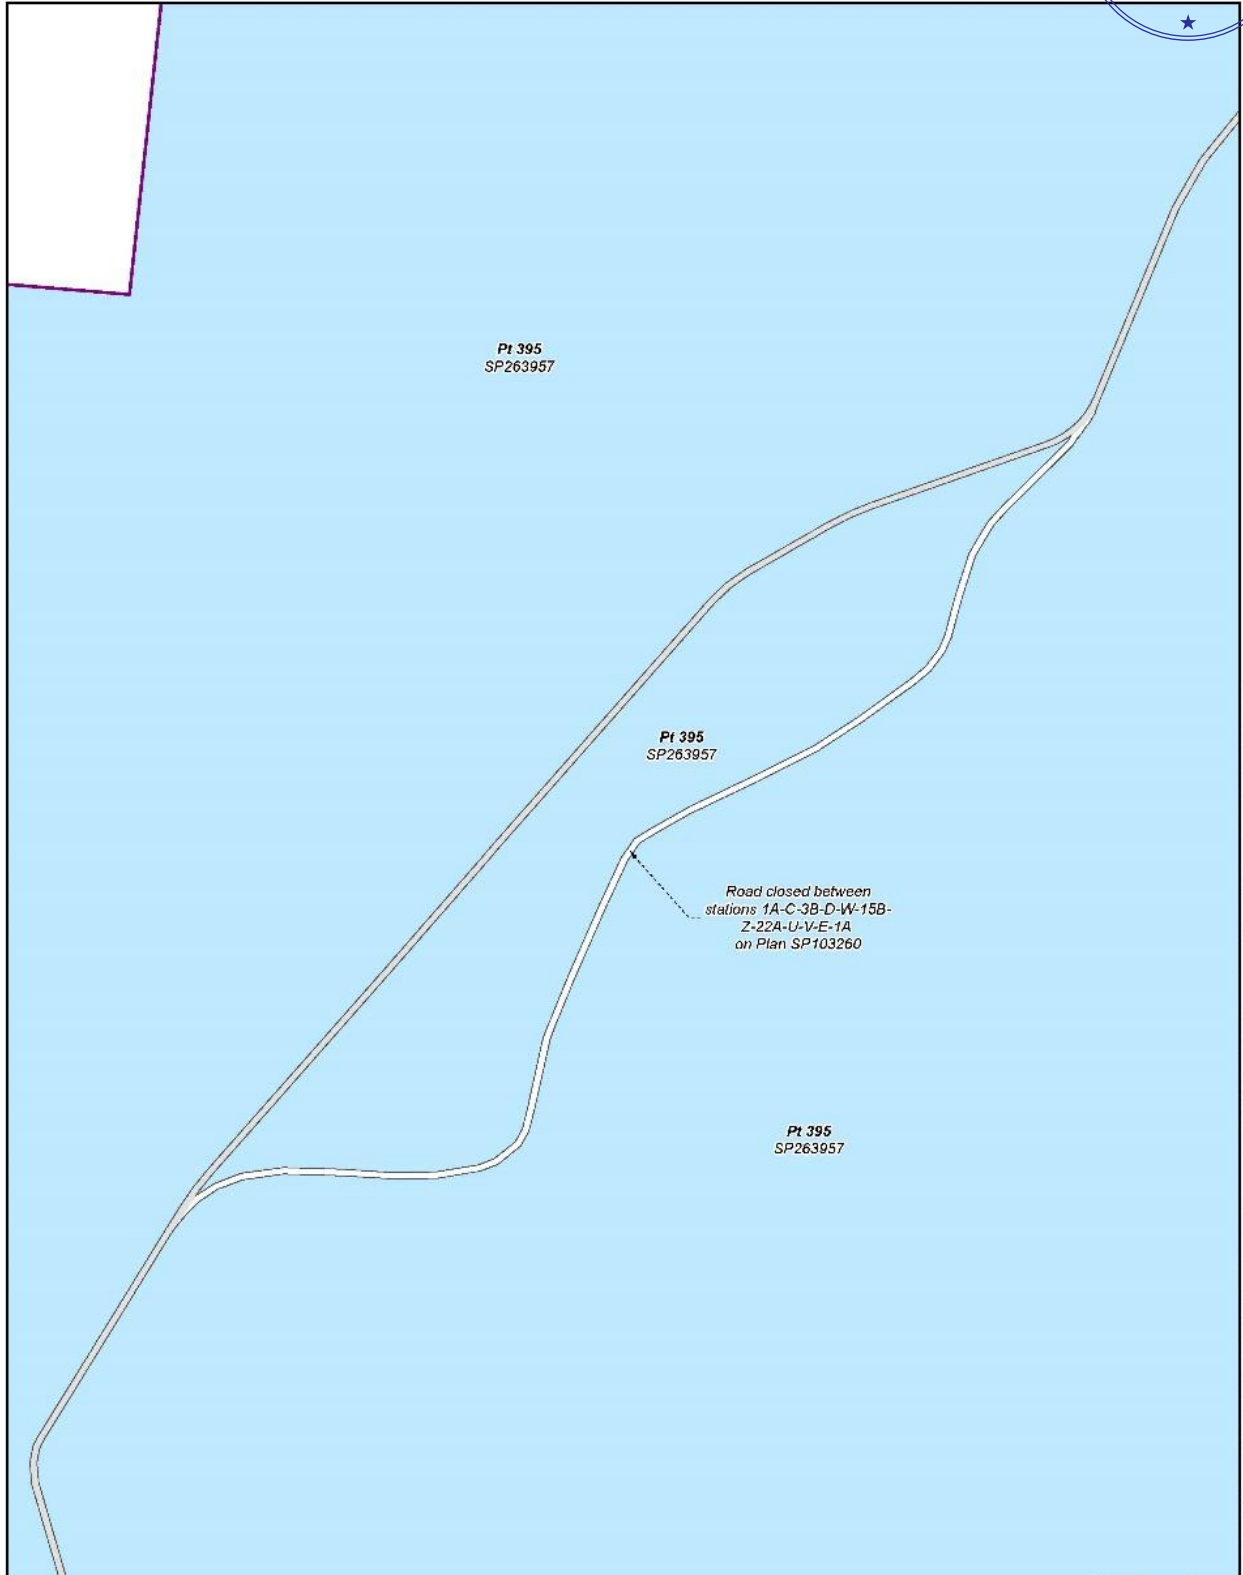 Pt 395
SP263957
Pt 395
SP263957
Road closed between
stations 1A-C-3B-D-W-15B-
Z-22A-U-V-E-1A
on Plan SP103260
Pt 395
SP263957